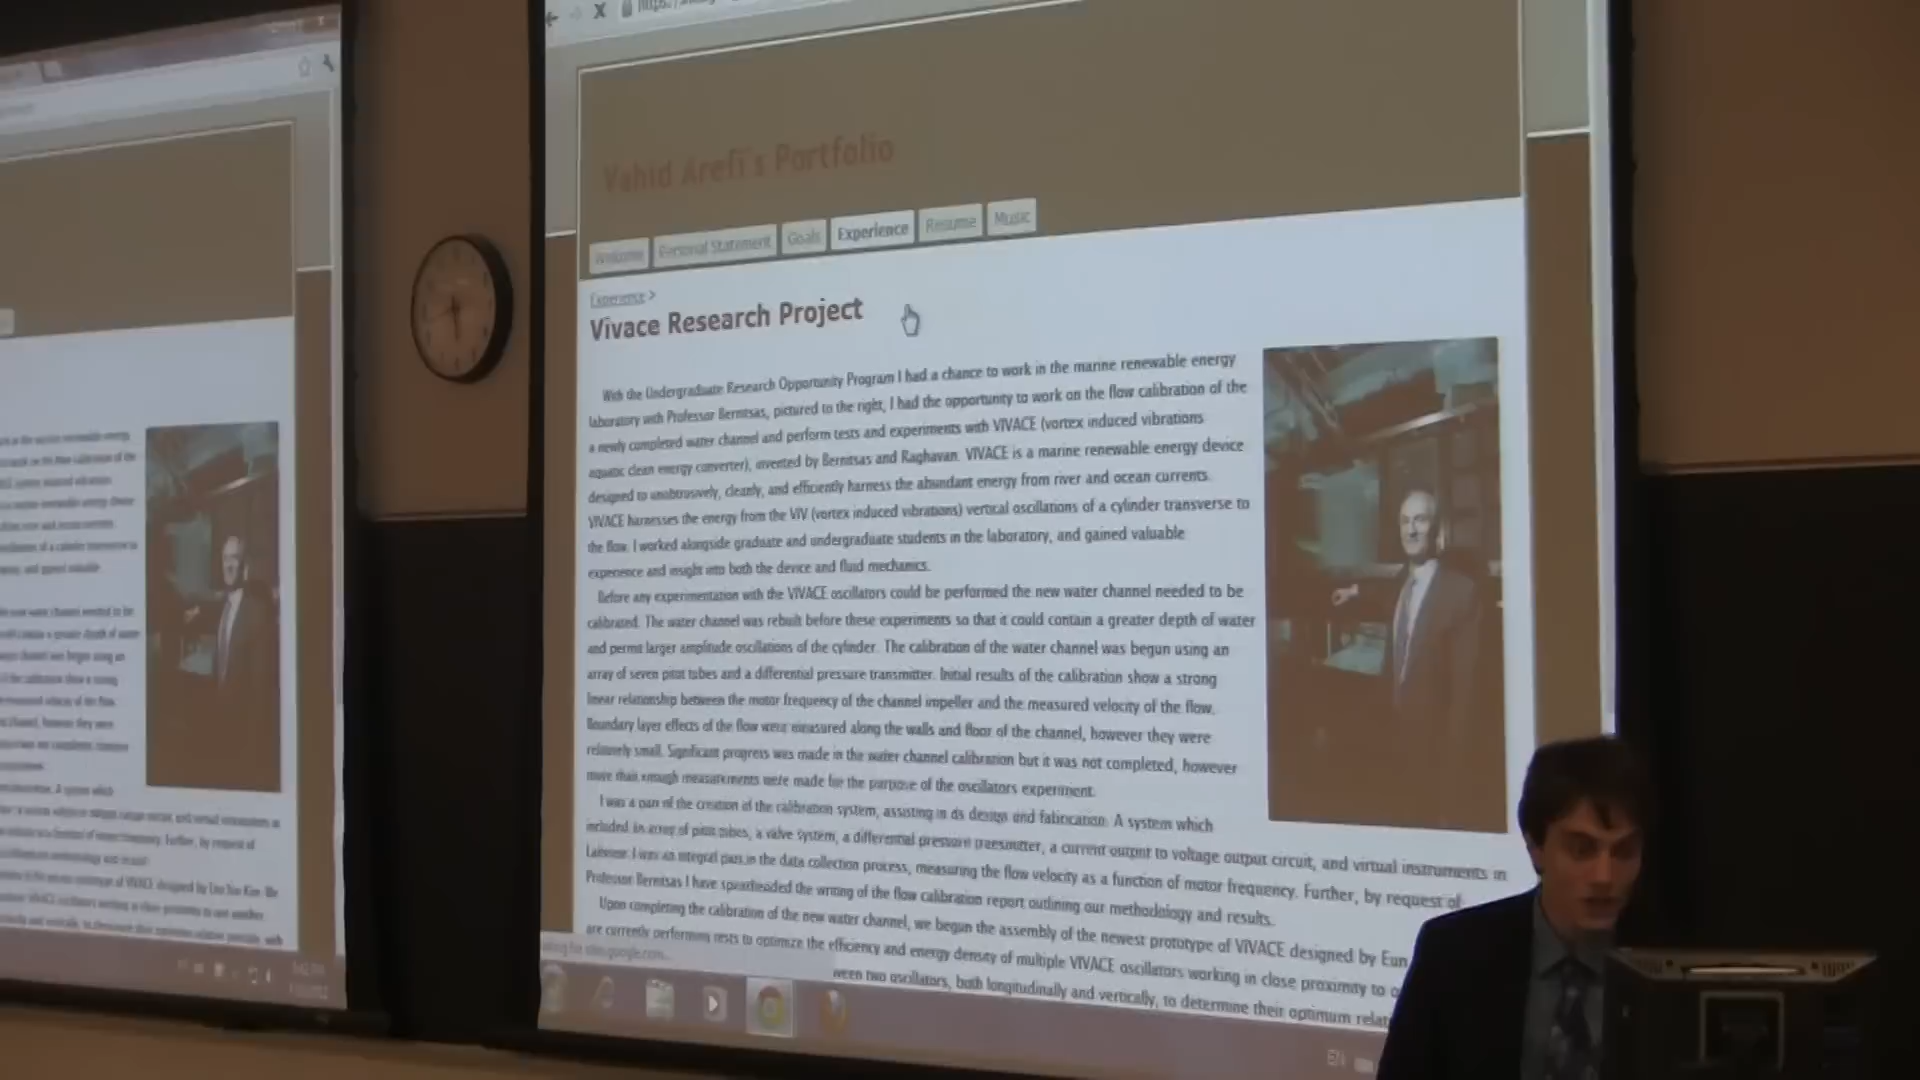 Vahid Arefi's Portfolio
Welcome Personal Statement Goals Experience Resume Music
Experience >
Vivace Research Project
With the Undergraduate Research Opportunity Program I had a chance to work in the marine renewable energy
laboratory with Professor Bernitsas, pictured to the right, I had the opportunity to work on the flow calibration of the
a newly completed water channel and perform tests and experiments with VIVACE (vortex induced vibrations
aquatic clean energy converter), invented by Bernitsas and Raghavan. VIVACE is a marine renewable energy device
designed to unobtrusively, cleanly, and efficiently harness the abundant energy from river and ocean currents.
VIVACE harnesses the energy from the VIV (vortex induced vibrations) vertical oscillations of a cylinder transverse to
the flow. I worked alongside graduate and undergraduate students in the laboratory, and gained valuable
experience and insight into both the device and fluid mechanics.
Before any experimentation with the VIVACE oscillators could be performed the new water channel needed to be
calibrated. The water channel was rebuilt before these experiments so that it could contain a greater depth of water
and permit larger amplitude oscillations of the cylinder. The calibration of the water channel was begun using an
array of seven pitot tubes and a differential pressure transmitter. Initial results of the calibration show a strong
linear relationship between the motor frequency of the channel impeller and the measured velocity of the flow.
Boundary layer effects of the flow were measured along the walls and floor of the channel, however they were
relatively small. Significant progress was made in the water channel calibration but it was not completed, however
more than enough measurements were made for the purpose of the oscillators experiment.
I was a part of the creation of the calibration system, assisting in its design and fabrication. A system which
included an array of pitot tubes, a valve system, a differential pressure transmitter, a current output to voltage output circuit, and virtual instruments in
Labview. I was an integral part in the data collection process, measuring the flow velocity as a function of motor frequency. Further, by request of
Professor Bernitsas I have spearheaded the writing of the flow calibration report outlining our methodology and results.
Upon completing the calibration of the new water channel, we begun the assembly of the newest prototype of VIVACE designed by Eun
are currently performing tests to optimize the efficiency and energy density of multiple VIVACE oscillators working in close proximity to
ween two oscillators, both longitudinally and vertically, to determine their optimum relat
EN